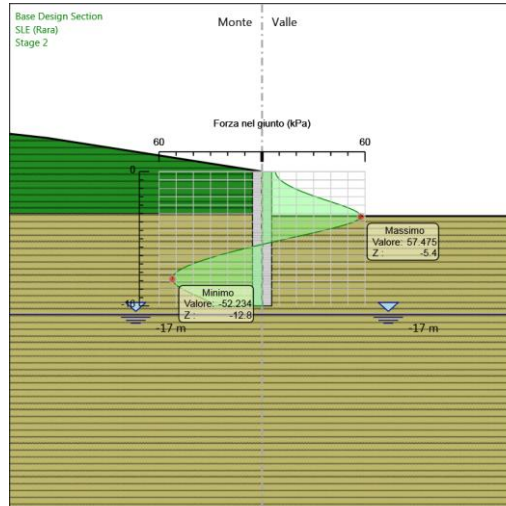 Base Design Section
SLE (Rara)
Stage 2
Monte
Valle
Forza nel giunto (kPa)
60
60
0
Massimo
Valore: 57.475
Z : -5.4
Minimo
Valore: -52.234
Z : -12.8
-17 m
-17 m